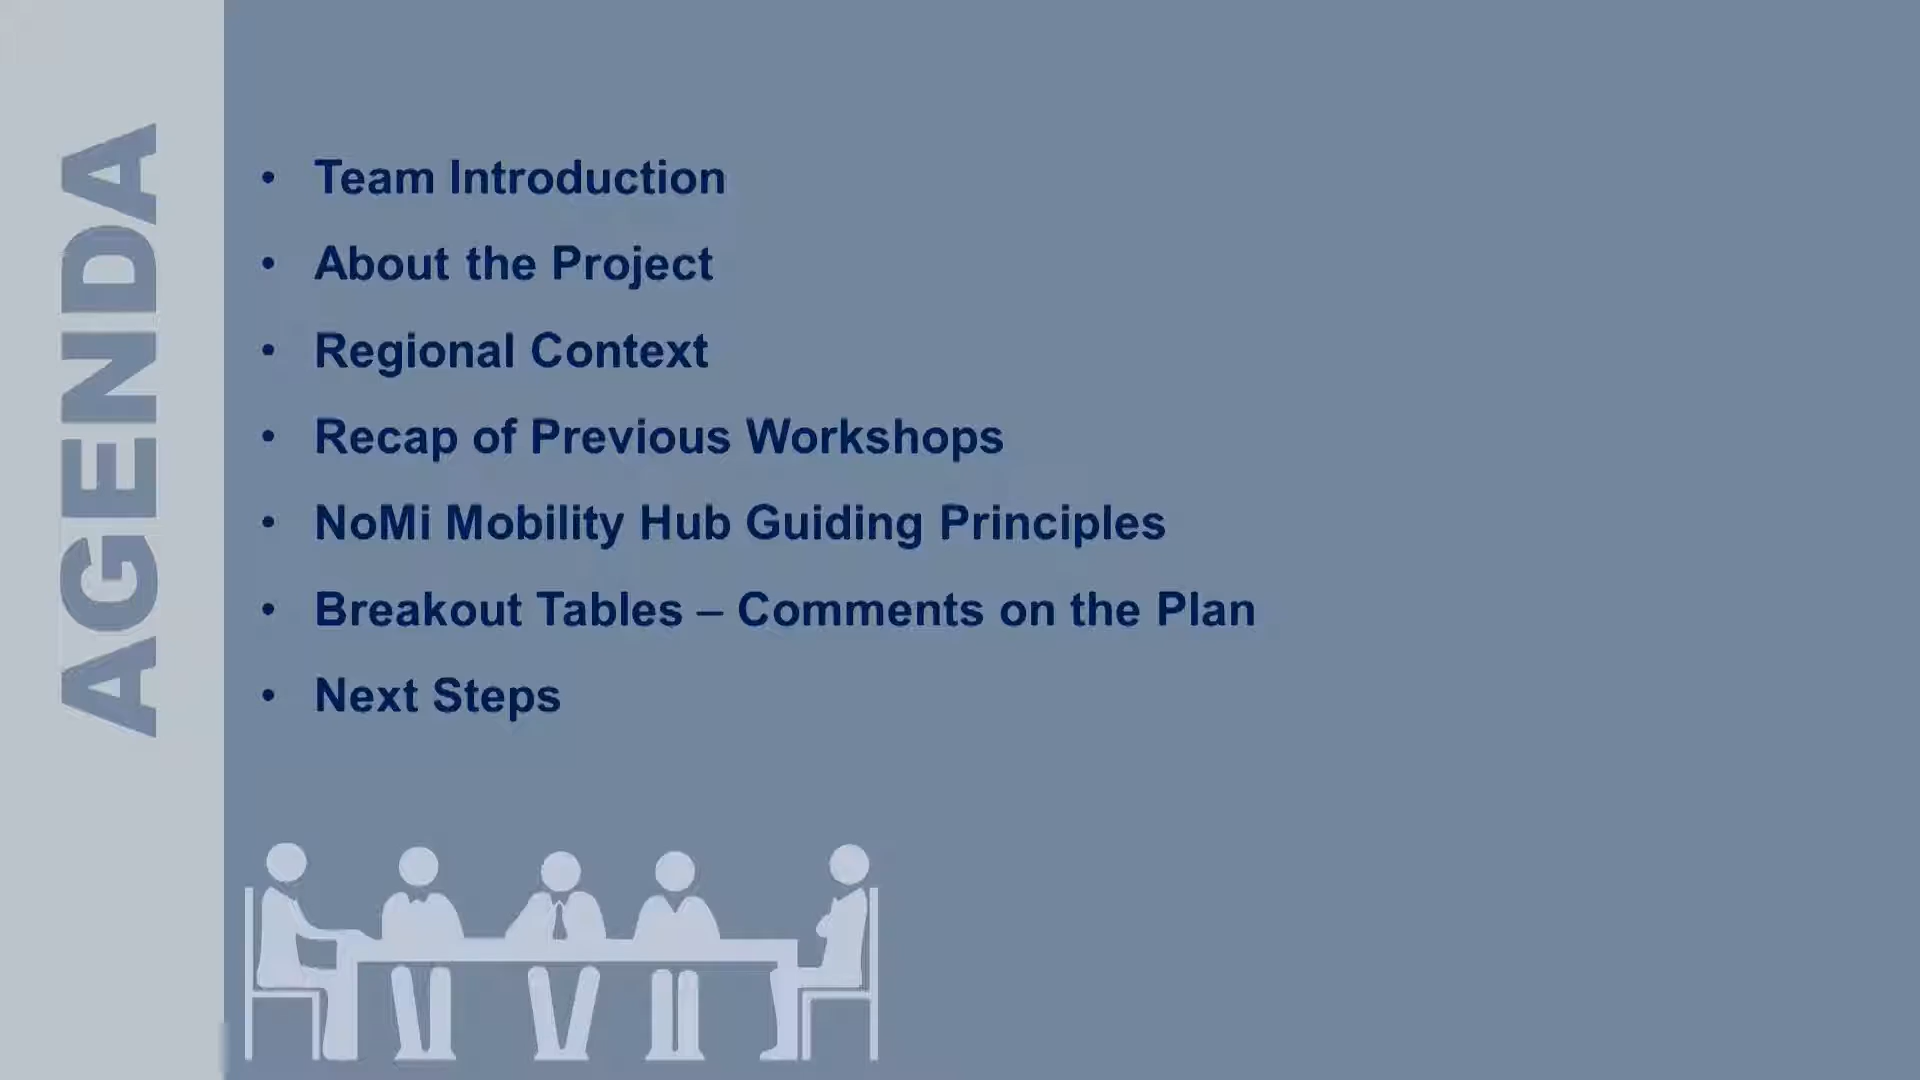 AGENDA
• Team Introduction
• About the Project
• Regional Context
• Recap of Previous Workshops
• NoMi Mobility Hub Guiding Principles
• Breakout Tables – Comments on the Plan
• Next Steps